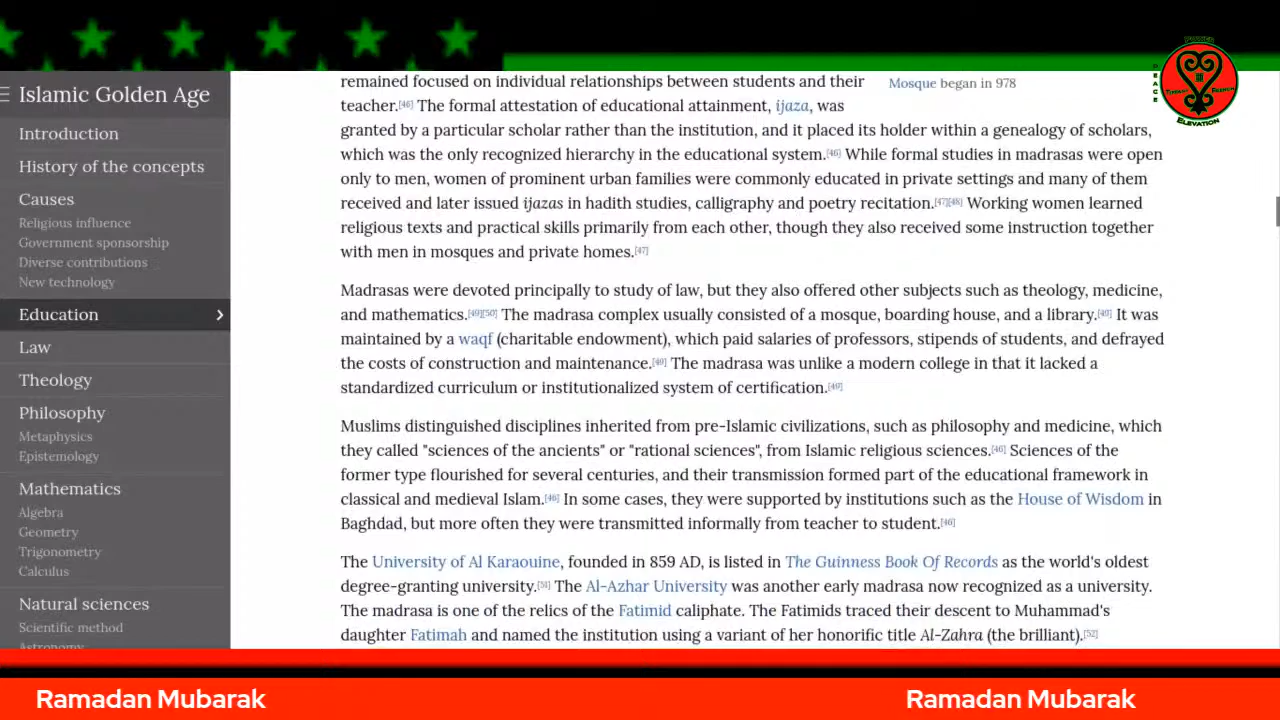 Islamic Golden Age
Introduction
History of the concepts
Causes
Religious influence
Government sponsorship
Diverse contributions
New technology
Education
Law
Theology
Philosophy
Metaphysics
Epistemology
Mathematics
Algebra
Geometry
Trigonometry
Calculus
Natural sciences
Scientific method
Astronomy
remained focused on individual relationships between students and their
teacher.[46] The formal attestation of educational attainment, ijaza, was
granted by a particular scholar rather than the institution, and it placed its holder within a genealogy of scholars,
which was the only recognized hierarchy in the educational system.[46] While formal studies in madrasas were open
only to men, women of prominent urban families were commonly educated in private settings and many of them
received and later issued ijazas in hadith studies, calligraphy and poetry recitation.[47][48] Working women learned
religious texts and practical skills primarily from each other, though they also received some instruction together
with men in mosques and private homes.[47]
Madrasas were devoted principally to study of law, but they also offered other subjects such as theology, medicine,
and mathematics.[49][50] The madrasa complex usually consisted of a mosque, boarding house, and a library.[49] It was
maintained by a waqf (charitable endowment), which paid salaries of professors, stipends of students, and defrayed
the costs of construction and maintenance.[49] The madrasa was unlike a modern college in that it lacked a
standardized curriculum or institutionalized system of certification.[49]
Muslims distinguished disciplines inherited from pre-Islamic civilizations, such as philosophy and medicine, which
they called "sciences of the ancients" or "rational sciences", from Islamic religious sciences.[46] Sciences of the
former type flourished for several centuries, and their transmission formed part of the educational framework in
classical and medieval Islam.[46] In some cases, they were supported by institutions such as the House of Wisdom in
Baghdad, but more often they were transmitted informally from teacher to student.[46]
The University of Al Karaouine, founded in 859 AD, is listed in The Guinness Book Of Records as the world's oldest
degree-granting university.[51] The Al-Azhar University was another early madrasa now recognized as a university.
The madrasa is one of the relics of the Fatimid caliphate. The Fatimids traced their descent to Muhammad's
daughter Fatimah and named the institution using a variant of her honorific title Al-Zahra (the brilliant).[52]
Mosque began in 978
POWER
PEACE
ELEVATION
Ramadan Mubarak
Ramadan Mubarak